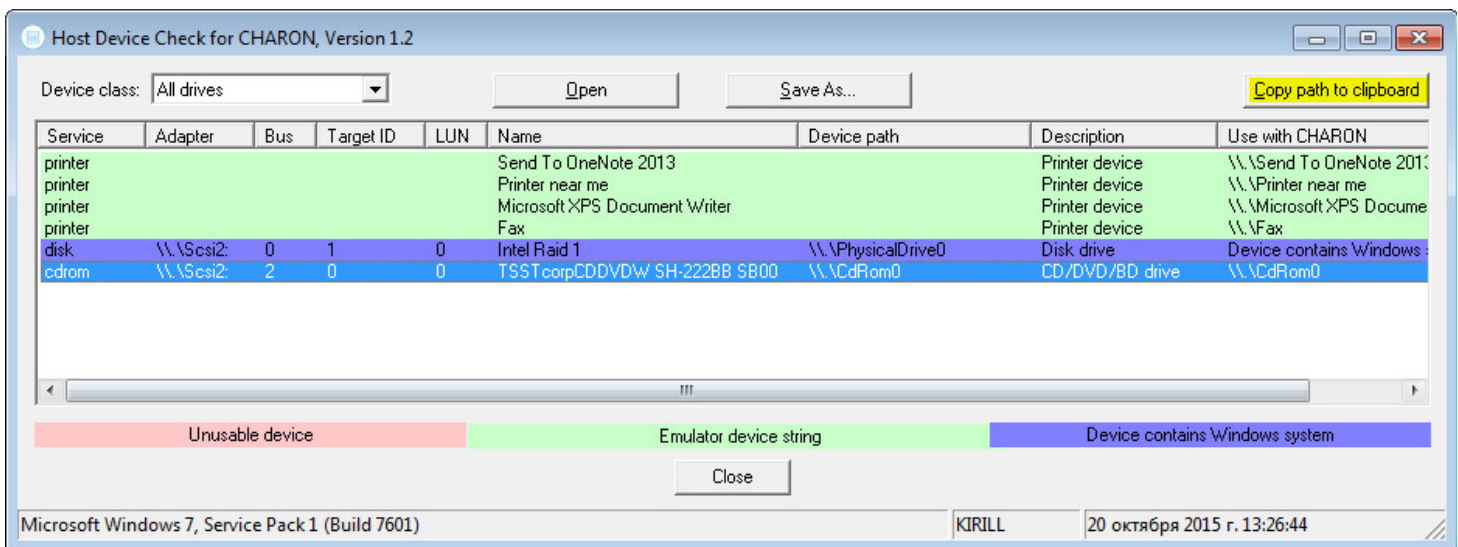 Host Device Check for CHARON, Version 1.2
Device class: All drives Open Save As... Copy path to clipboard
Service Adapter Bus Target ID LUN Name Device path Description Use with CHARON
printer Send To OneNote 2013 Printer device \\.\Send To OneNote 2013
printer Printer near me Printer device \\.\Printer near me
printer Microsoft XPS Document Writer Printer device \\.\Microsoft XPS Docume
printer Fax Printer device \\.\Fax
disk \\.\Scsi2: 0 1 0 Intel Raid 1 \\.\PhysicalDrive0 Disk drive Device contains Windows
cdrom \\.\Scsi2: 2 0 0 TSSTcorpCDDVDW SH-222BB SB00 \\.\CdRom0 CD/DVD/BD drive \\.\CdRom0
Unusable device Emulator device string Device contains Windows system
Close
Microsoft Windows 7, Service Pack 1 (Build 7601) KIRILL 20 октября 2015 г. 13:26:44